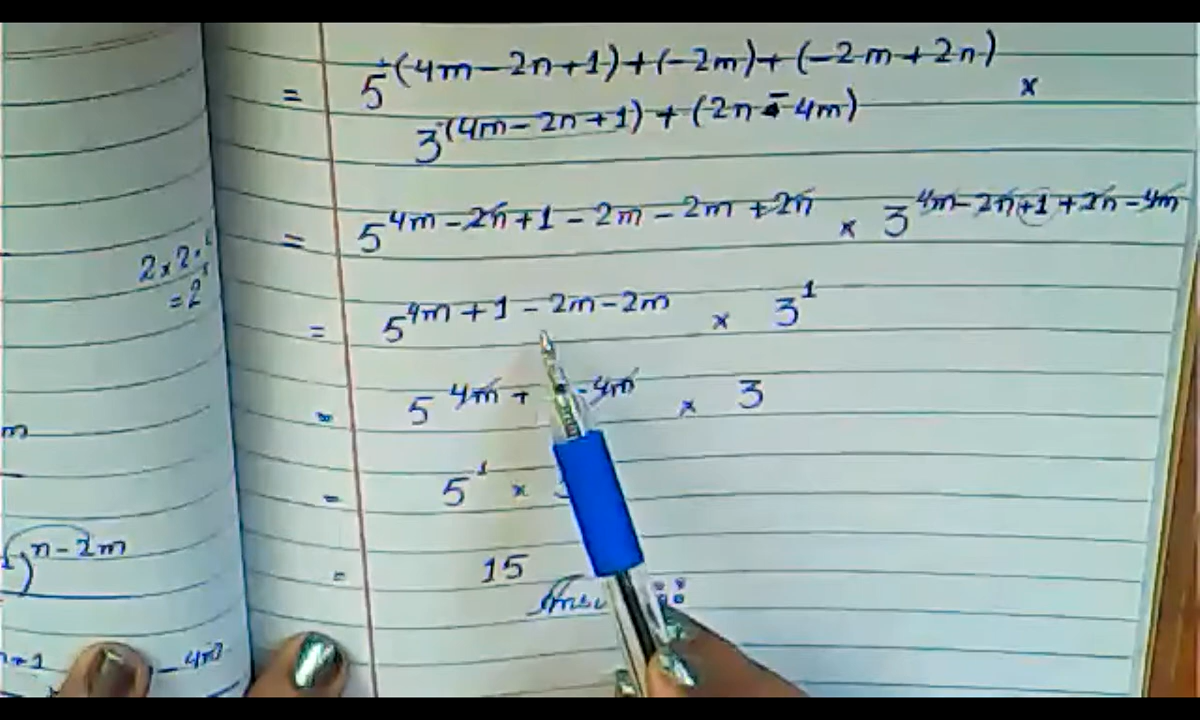 = 5^(4m-2n+1)+(-2m)+(-2m+2n) ×
3^(4m-2n+1)+(2n-4m)
= 5^4m-2n+1-2m-2m+2n × 3^4m-2n+1+2n-4m
2×2
=2
= 5^4m+1-2m-2m × 3^1
= 5^4m+ -4m × 3
m
= 5^1 ×
)^n-2m
= 15
+1 -4m